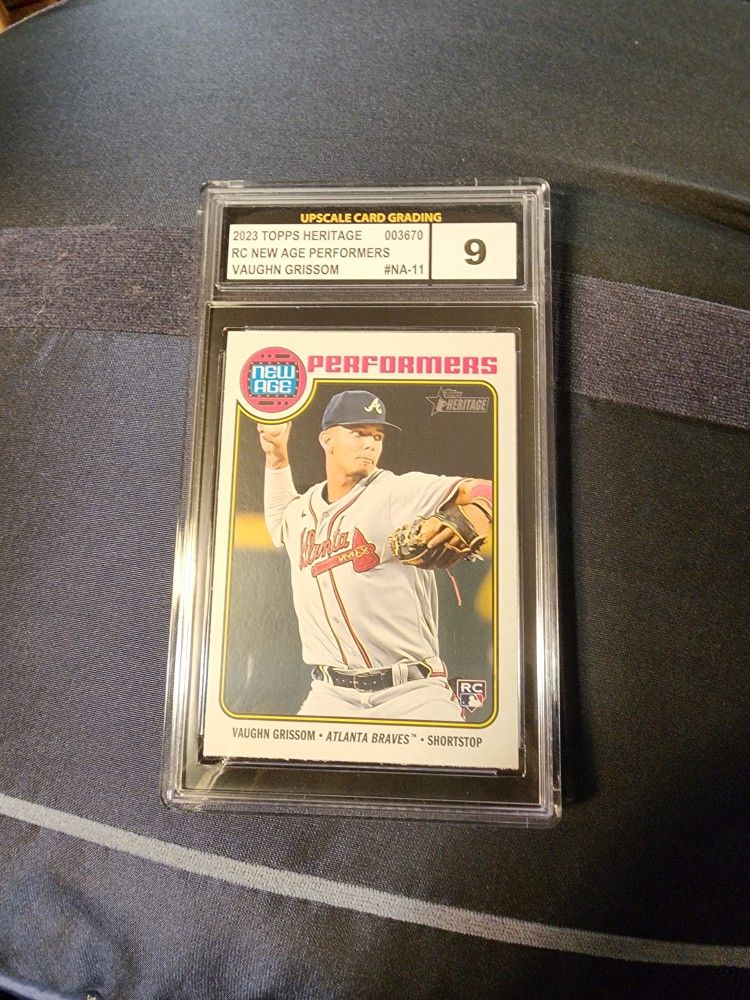 UPSCALE CARD GRADING
2023 TOPPS HERITAGE 003670
RC NEW AGE PERFORMERS
VAUGHN GRISSOM #NA-11
9
NEW
AGE
PERFORMERS
Topps
HERITAGE
A
Atlanta
RC
VAUGHN GRISSOM • ATLANTA BRAVES™ • SHORTSTOP